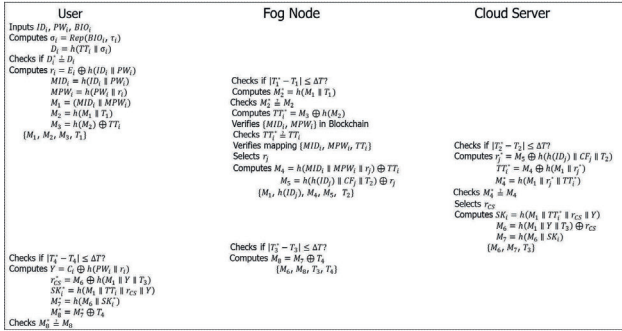 User
Inputs ID_i, PW_i, BIO_i
Computes σ_i = Rep(BIO_i, τ_i)
D_i = h(TT_i ∥ σ_i)
Checks if D_i^* ≟ D_i
Computes r_i = E_i ⊕ h(ID_i ∥ PW_i)
MID_i = h(ID_i ∥ PW_i)
MPW_i = h(PW_i ∥ r_i)
M_1 = (MID_i ∥ MPW_i)
M_2 = h(M_1 ∥ T_1)
M_3 = h(M_2) ⊕ TT_i
{M_1, M_2, M_3, T_1}
Fog Node
Checks if |T_1^* − T_1| ≤ ΔT?
Computes M_2^* = h(M_1 ∥ T_1)
Checks M_2^* ≟ M_2
Computes TT_i^* = M_3 ⊕ h(M_2)
Verifies {MID_i, MPW_i} in Blockchain
Checks TT_i^* ≟ TT_i
Verifies mapping {MID_i, MPW_i, TT_i}
Selects r_j
Computes M_4 = h(MID_i ∥ MPW_i ∥ r_j) ⊕ TT_i
M_5 = h(h(ID_j) ∥ CF_j ∥ T_2) ⊕ r_j
{M_1, h(ID_j), M_4, M_5, T_2}
Cloud Server
Checks if |T_2^* − T_2| ≤ ΔT?
Computes r_j^* = M_5 ⊕ h(h(ID_j) ∥ CF_j ∥ T_2)
TT_i^* = M_4 ⊕ h(M_1 ∥ r_j^*)
M_4^* = h(M_1 ∥ r_j^* ∥ TT_i^*)
Checks M_4^* ≟ M_4
Selects r_CS
Computes SK_i = h(M_1 ∥ TT_i^* ∥ r_CS ∥ Y)
M_6 = h(M_1 ∥ Y ∥ T_3) ⊕ r_CS
M_7 = h(M_6 ∥ SK_i)
{M_6, M_7, T_3}
Checks if |T_3^* − T_3| ≤ ΔT?
Computes M_8 = M_7 ⊕ T_4
{M_6, M_8, T_3, T_4}
Checks if |T_4^* − T_4| ≤ ΔT?
Computes Y = C_i ⊕ h(PW_i ∥ r_i)
r_CS^* = M_6 ⊕ h(M_1 ∥ Y ∥ T_3)
SK_i^* = h(M_1 ∥ TT_i ∥ r_CS ∥ Y)
M_7^* = h(M_6 ∥ SK_i^*)
M_8^* = M_7^* ⊕ T_4
Checks M_8^* ≟ M_8